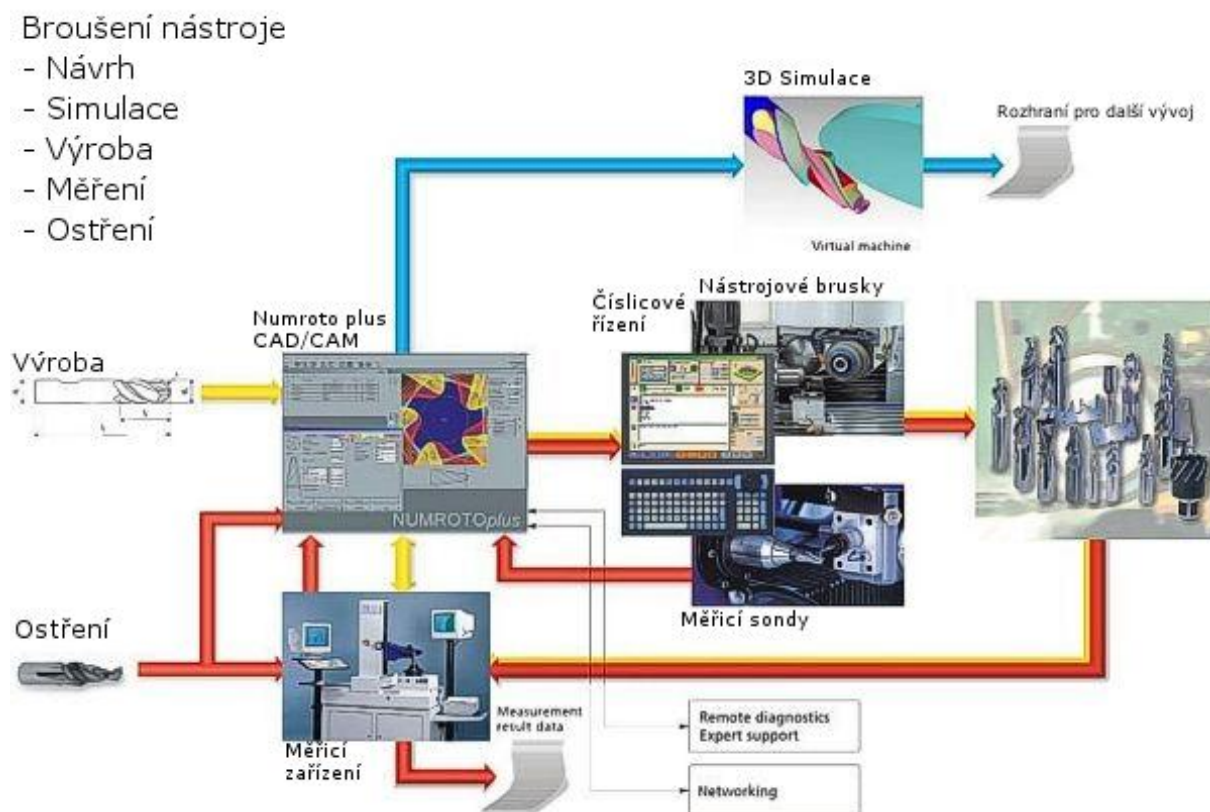 Broušení nástroje
- Návrh
- Simulace
- Výroba
- Měření
- Ostření
3D Simulace
Rozhraní pro další vývoj
Virtual machine
Nástrojové brusky
Číslicové
řízení
Numroto plus
CAD/CAM
Výroba
NUMROTOplus
Měřicí sondy
Ostření
Měřicí
zařízení
Measurement
result data
Remote diagnostics
Expert support
Networking